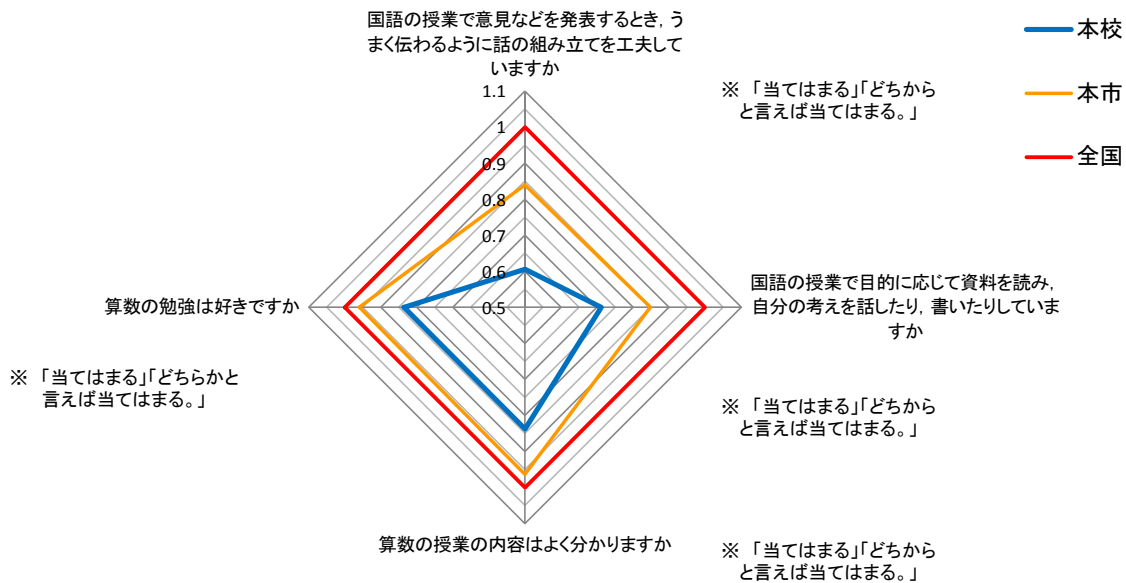 国語の授業で意見などを発表するとき，う
まく伝わるように話の組み立てを工夫して
いますか
本校
本市
全国
※ 「当てはまる」「どちから
と言えば当てはまる。」
1.1
1
0.9
0.8
0.7
0.6
0.5
国語の授業で目的に応じて資料を読み，
自分の考えを話したり，書いたりしていま
すか
算数の勉強は好きですか
※ 「当てはまる」「どちらかと
言えば当てはまる。」
※ 「当てはまる」「どちから
と言えば当てはまる。」
算数の授業の内容はよく分かりますか
※ 「当てはまる」「どちから
と言えば当てはまる。」